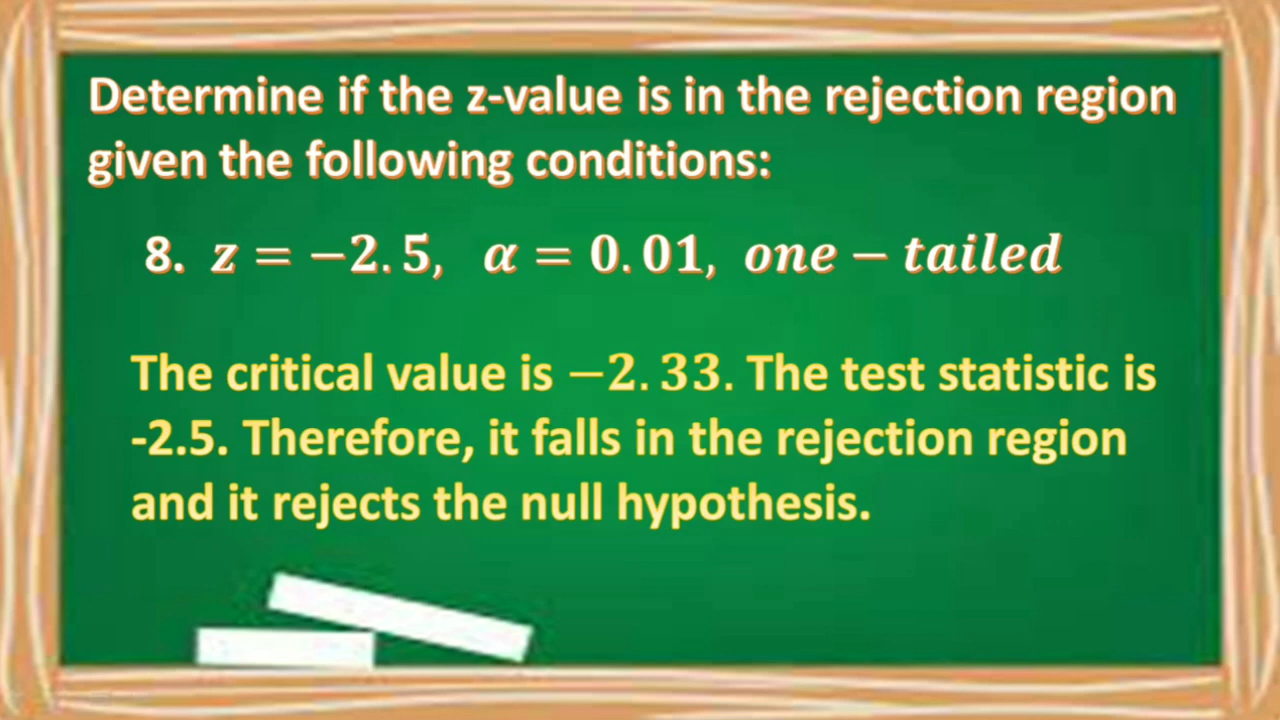 Determine if the z-value is in the rejection region
given the following conditions:
8. z = −2.5, α = 0.01, one − tailed
The critical value is −2.33. The test statistic is
-2.5. Therefore, it falls in the rejection region
and it rejects the null hypothesis.